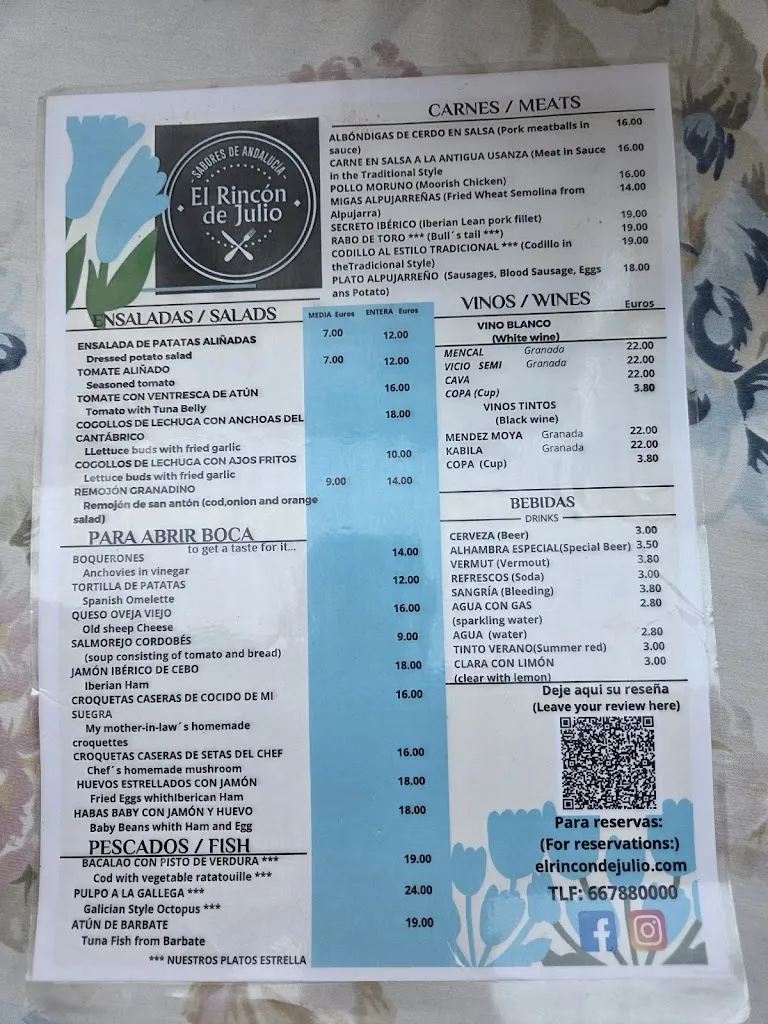 SABORES DE ANDALUCÍA
El Rincón
de Julio
CARNES / MEATS
ALBÓNDIGAS DE CERDO EN SALSA (Pork meatballs in 16.00
sauce)
CARNE EN SALSA A LA ANTIGUA USANZA (Meat in Sauce 16.00
in the Traditional Style
POLLO MORUNO (Moorish Chicken) 16.00
MIGAS ALPUJARREÑAS (Fried Wheat Semolina from 14.00
Alpujarra)
SECRETO IBÉRICO (Iberian Lean pork fillet) 19.00
RABO DE TORO *** (Bull´s tail ***) 19.00
CODILLO AL ESTILO TRADICIONAL *** (Codillo in 19.00
theTradicional Style)
PLATO ALPUJARREÑO (Sausages, Blood Sausage, Eggs 18.00
ans Potato)
ENSALADAS / SALADS MEDIA Euros ENTERA Euros
ENSALADA DE PATATAS ALIÑADAS 7.00 12.00
Dressed potato salad
TOMATE ALIÑADO 7.00 12.00
Seasoned tomato
TOMATE CON VENTRESCA DE ATÚN 16.00
Tomato with Tuna Belly
COGOLLOS DE LECHUGA CON ANCHOAS DEL 18.00
CANTÁBRICO
LLettuce buds with fried garlic
COGOLLOS DE LECHUGA CON AJOS FRITOS 10.00
Lettuce buds with fried garlic
REMOJÓN GRANADINO 9.00 14.00
Remojón de san antón (cod,onion and orange
salad)
PARA ABRIR BOCA
to get a taste for it...
BOQUERONES 14.00
Anchovies in vinegar
TORTILLA DE PATATAS 12.00
Spanish Omelette
QUESO OVEJA VIEJO 16.00
Old sheep Cheese
SALMOREJO CORDOBÉS 9.00
(soup consisting of tomato and bread)
JAMÓN IBÉRICO DE CEBO 18.00
Iberian Ham
CROQUETAS CASERAS DE COCIDO DE MI 16.00
SUEGRA
My mother-in-law´s homemade
croquettes
CROQUETAS CASERAS DE SETAS DEL CHEF 16.00
Chef´s homemade mushroom
HUEVOS ESTRELLADOS CON JAMÓN 18.00
Fried Eggs whithIberican Ham
HABAS BABY CON JAMÓN Y HUEVO 18.00
Baby Beans whith Ham and Egg
PESCADOS / FISH
BACALAO CON PISTO DE VERDURA *** 19.00
Cod with vegetable ratatouille ***
PULPO A LA GALLEGA *** 24.00
Galician Style Octopus ***
ATÚN DE BARBATE 19.00
Tuna Fish from Barbate
*** NUESTROS PLATOS ESTRELLA
VINOS / WINES Euros
VINO BLANCO
(White wine)
MENCAL Granada 22.00
VICIO SEMI Granada 22.00
CAVA 22.00
COPA (Cup) 3.80
VINOS TINTOS
(Black wine)
MENDEZ MOYA Granada 22.00
KABILA Granada 22.00
COPA (Cup) 3.80
BEBIDAS
DRINKS
CERVEZA (Beer) 3.00
ALHAMBRA ESPECIAL(Special Beer) 3.50
VERMUT (Vermout) 3.80
REFRESCOS (Soda) 3.00
SANGRÍA (Bleeding) 3.80
AGUA CON GAS 2.80
(sparkling water)
AGUA (water) 2.80
TINTO VERANO(Summer red) 3.00
CLARA CON LIMÓN 3.00
(clear with lemon)
Deje aqui su reseña
(Leave your review here)
Para reservas:
(For reservations:)
elrincondejulio.com
TLF: 667880000